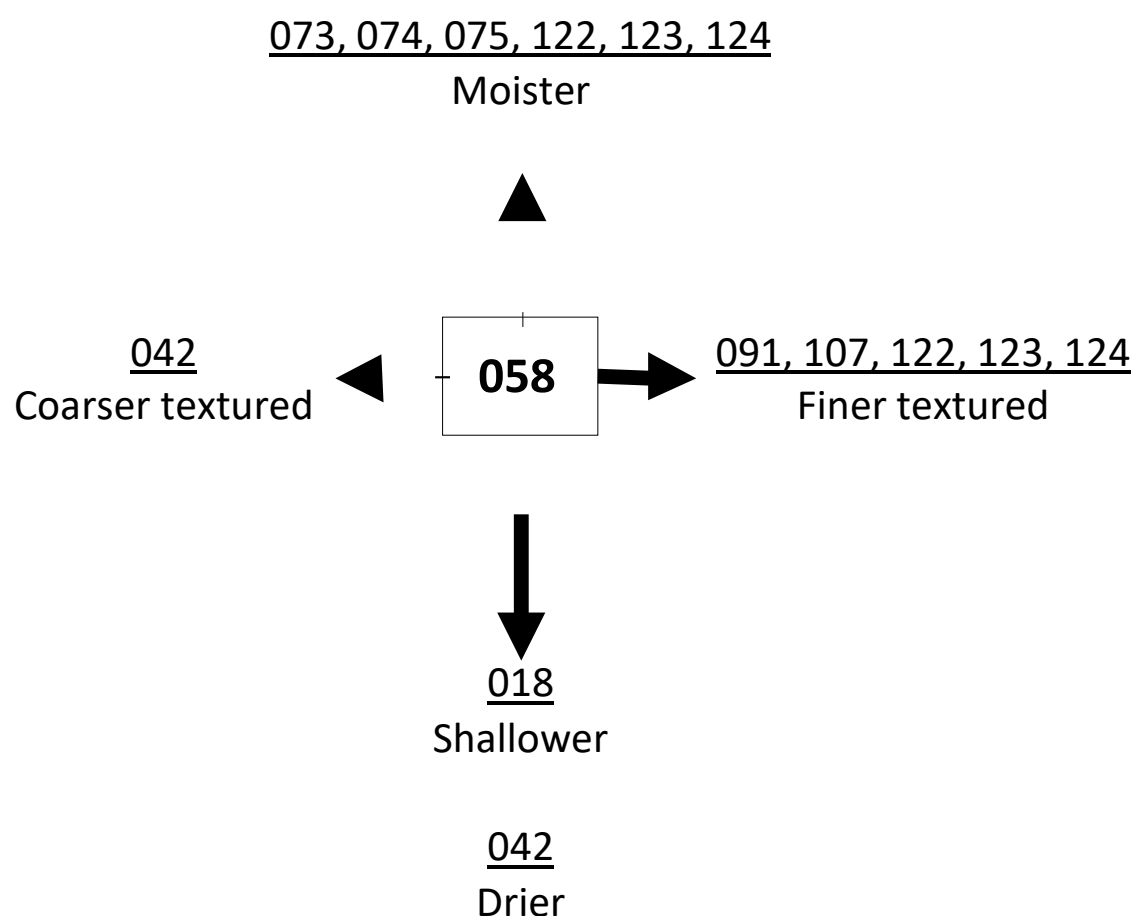 073, 074, 075, 122, 123, 124
Moister
042
Coarser textured
058
091, 107, 122, 123, 124
Finer textured
018
Shallower
042
Drier